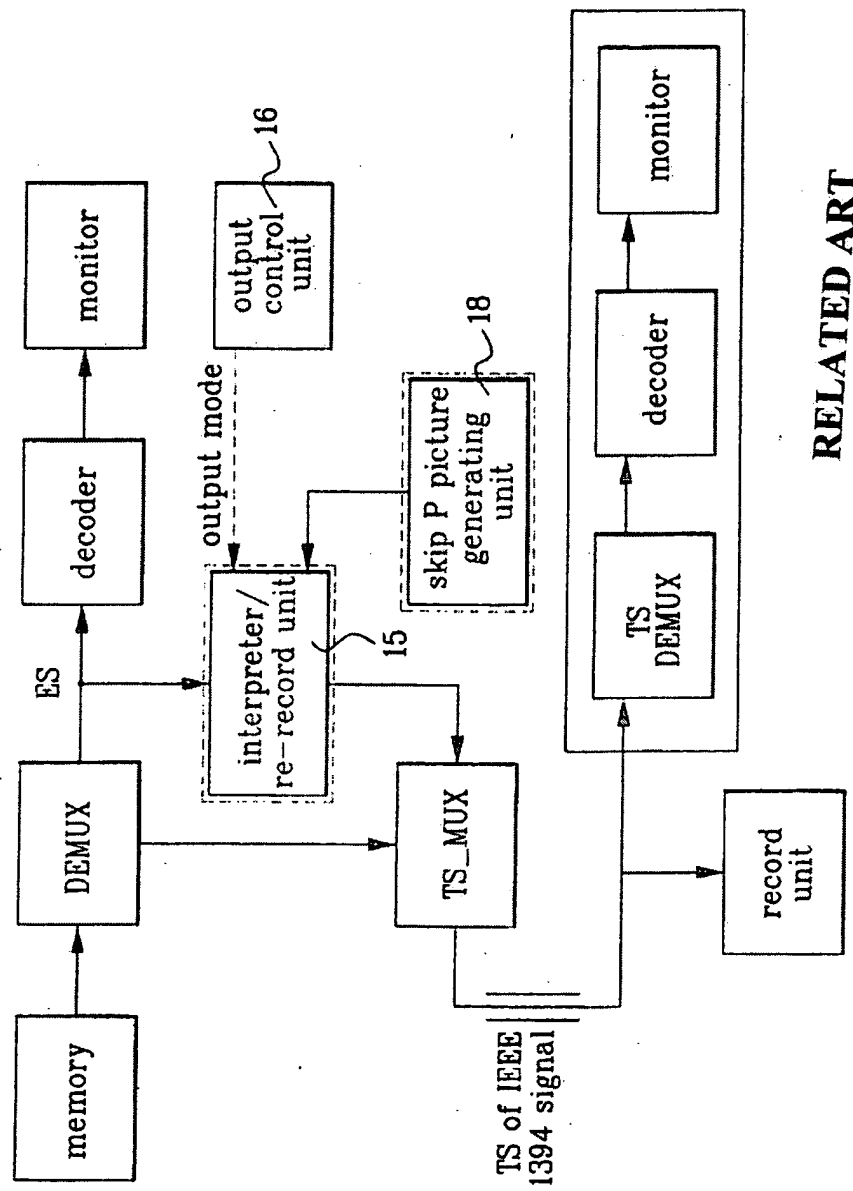 memory
DEMUX
ES
decoder
monitor
interpreter/
re-record unit
15
output mode
output
control
unit
16
skip P picture
generating
unit
18
TS_MUX
TS of IEEE
1394 signal
record
unit
TS
DEMUX
decoder
monitor
RELATED ART